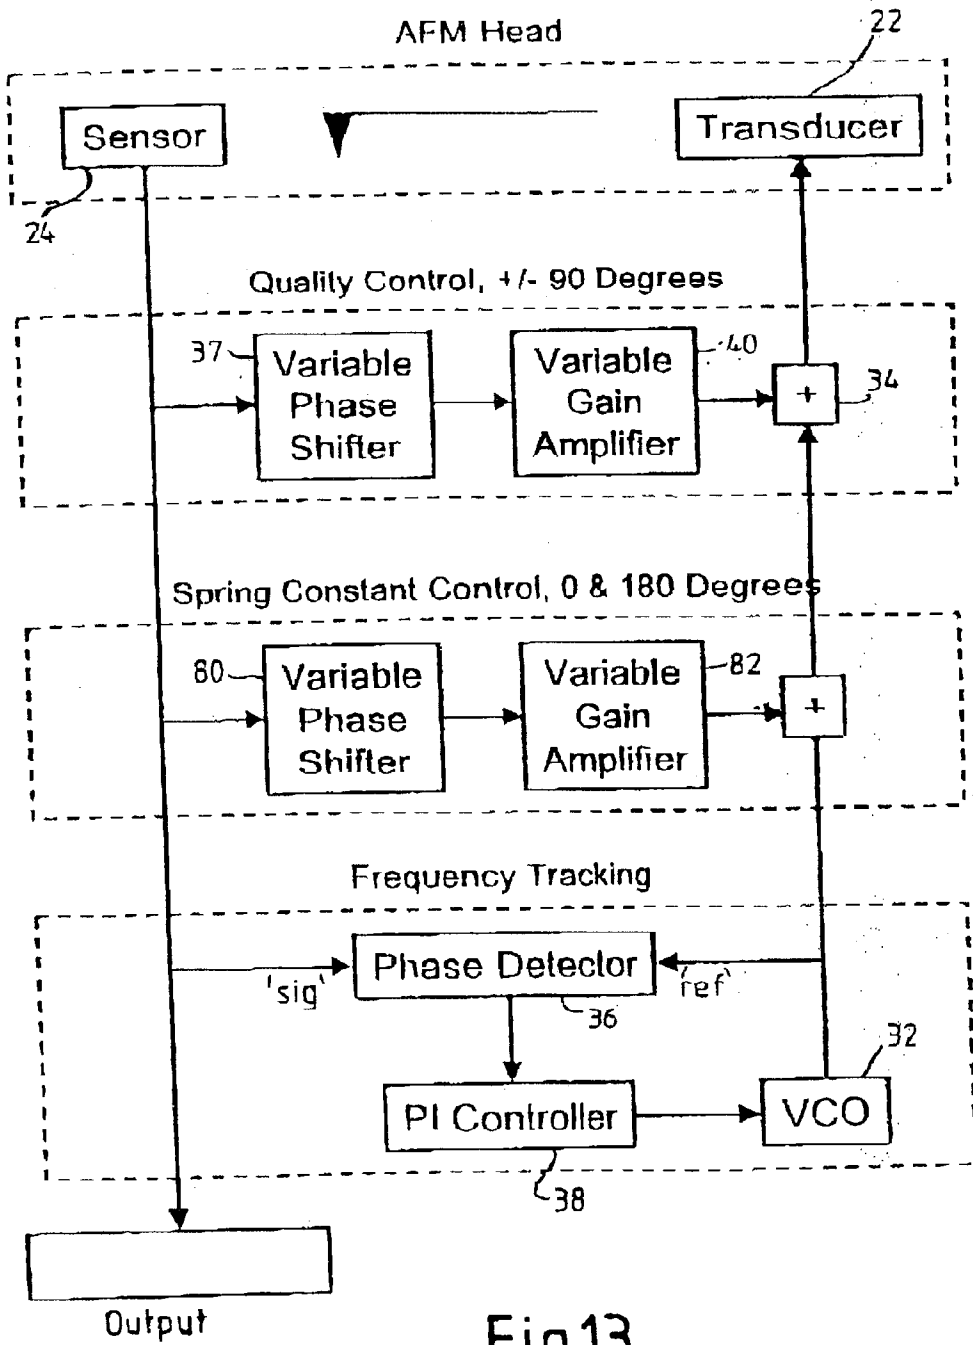 AFM Head
22
Sensor
Transducer
24
Quality Control, +/- 90 Degrees
37
Variable
Phase
Shifter
Variable
Gain
Amplifier
40
+
34
Spring Constant Control, 0 & 180 Degrees
80
Variable
Phase
Shifter
Variable
Gain
Amplifier
82
+
Frequency Tracking
'sig'
Phase Detector
'ref'
36
32
PI Controller
VCO
38
Output
Fig 13